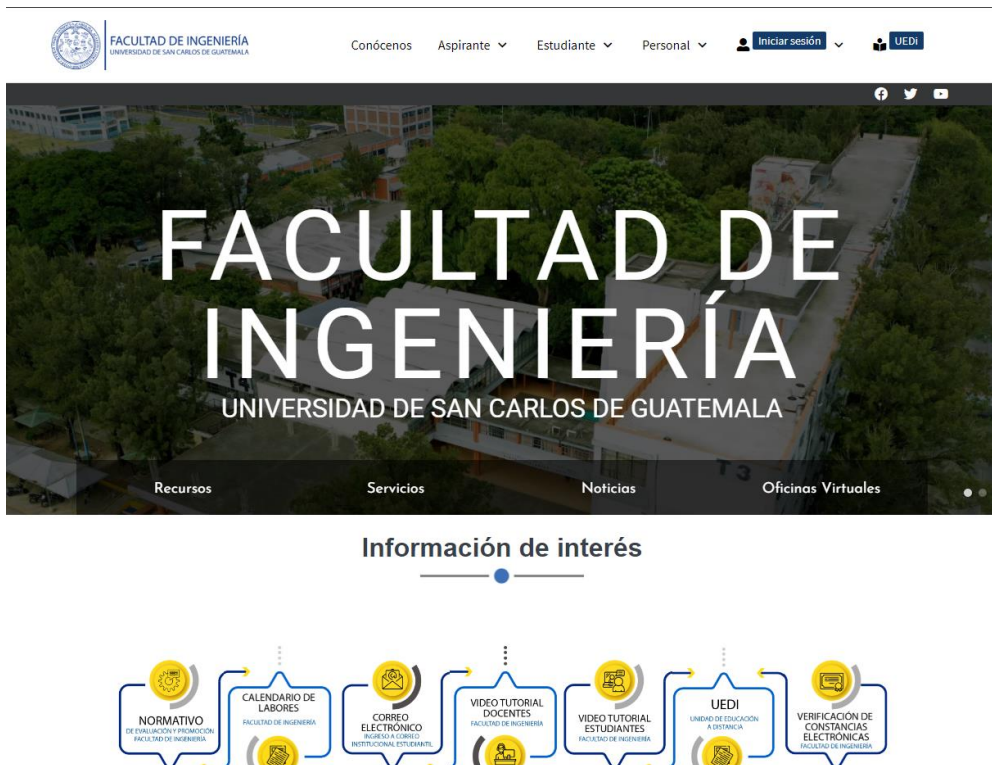 FACULTAD DE INGENIERÍA
UNIVERSIDAD DE SAN CARLOS DE GUATEMALA
Conócenos
Aspirante
Estudiante
Personal
Iniciar sesión
UEDi
FACULTAD DE
INGENIERÍA
UNIVERSIDAD DE SAN CARLOS DE GUATEMALA
T3
Recursos
Servicios
Noticias
Oficinas Virtuales
Información de interés
NORMATIVO
DE EVALUACIÓN Y PROMOCIÓN
FACULTAD DE INGENIERÍA
CALENDARIO DE
LABORES
FACULTAD DE INGENIERÍA
CORREO
ELECTRÓNICO
INGRESO A CORREO
INSTITUCIONAL ESTUDIANTIL
VIDEO TUTORIAL
DOCENTES
FACULTAD DE INGENIERÍA
VIDEO TUTORIAL
ESTUDIANTES
FACULTAD DE INGENIERÍA
UEDI
UNIDAD DE EDUCACIÓN
A DISTANCIA
VERIFICACIÓN DE
CONSTANCIAS
ELECTRÓNICAS
FACULTAD DE INGENIERÍA